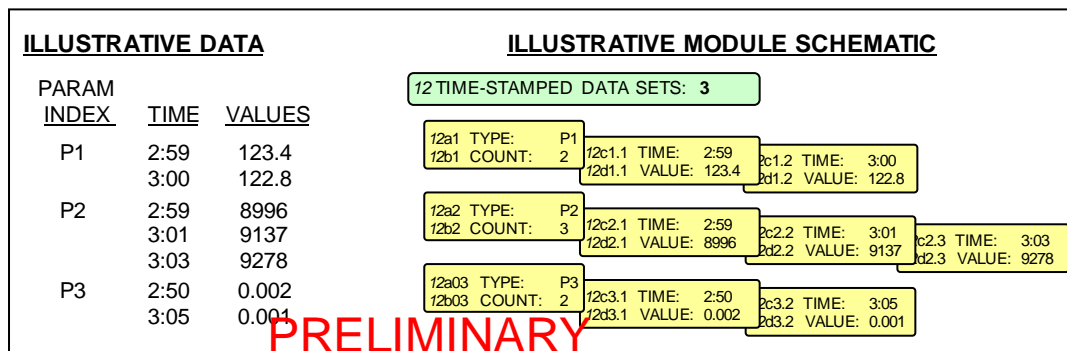 ILLUSTRATIVE DATA
PARAM
INDEX TIME VALUES
P1 2:59 123.4
3:00 122.8
P2 2:59 8996
3:01 9137
3:03 9278
P3 2:50 0.002
3:05 0.001
ILLUSTRATIVE MODULE SCHEMATIC
12 TIME-STAMPED DATA SETS: 3
12a1 TYPE: P1
12b1 COUNT: 2
12c1.1 TIME: 2:59
12d1.1 VALUE: 123.4
2c1.2 TIME: 3:00
2d1.2 VALUE: 122.8
12a2 TYPE: P2
12b2 COUNT: 3
12c2.1 TIME: 2:59
12d2.1 VALUE: 8996
2c2.2 TIME: 3:01
2d2.2 VALUE: 9137
2c2.3 TIME: 3:03
2d2.3 VALUE: 9278
12a03 TYPE: P3
12b03 COUNT: 2
12c3.1 TIME: 2:50
12d3.1 VALUE: 0.002
2c3.2 TIME: 3:05
2d3.2 VALUE: 0.001
PRELIMINARY